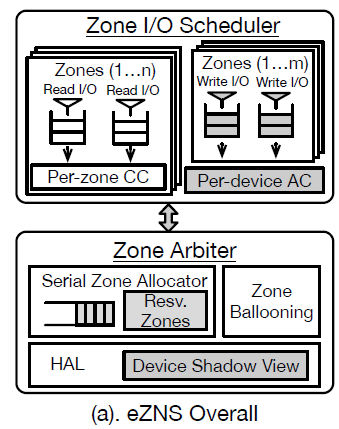 Zone I/O Scheduler
Zones (1...n)
Read I/O Read I/O
Per-zone CC
Zones (1...m)
Write I/O Write I/O
Per-device AC
Zone Arbiter
Serial Zone Allocator
Resv.
Zones
Zone
Ballooning
HAL
Device Shadow View
(a). eZNS Overall